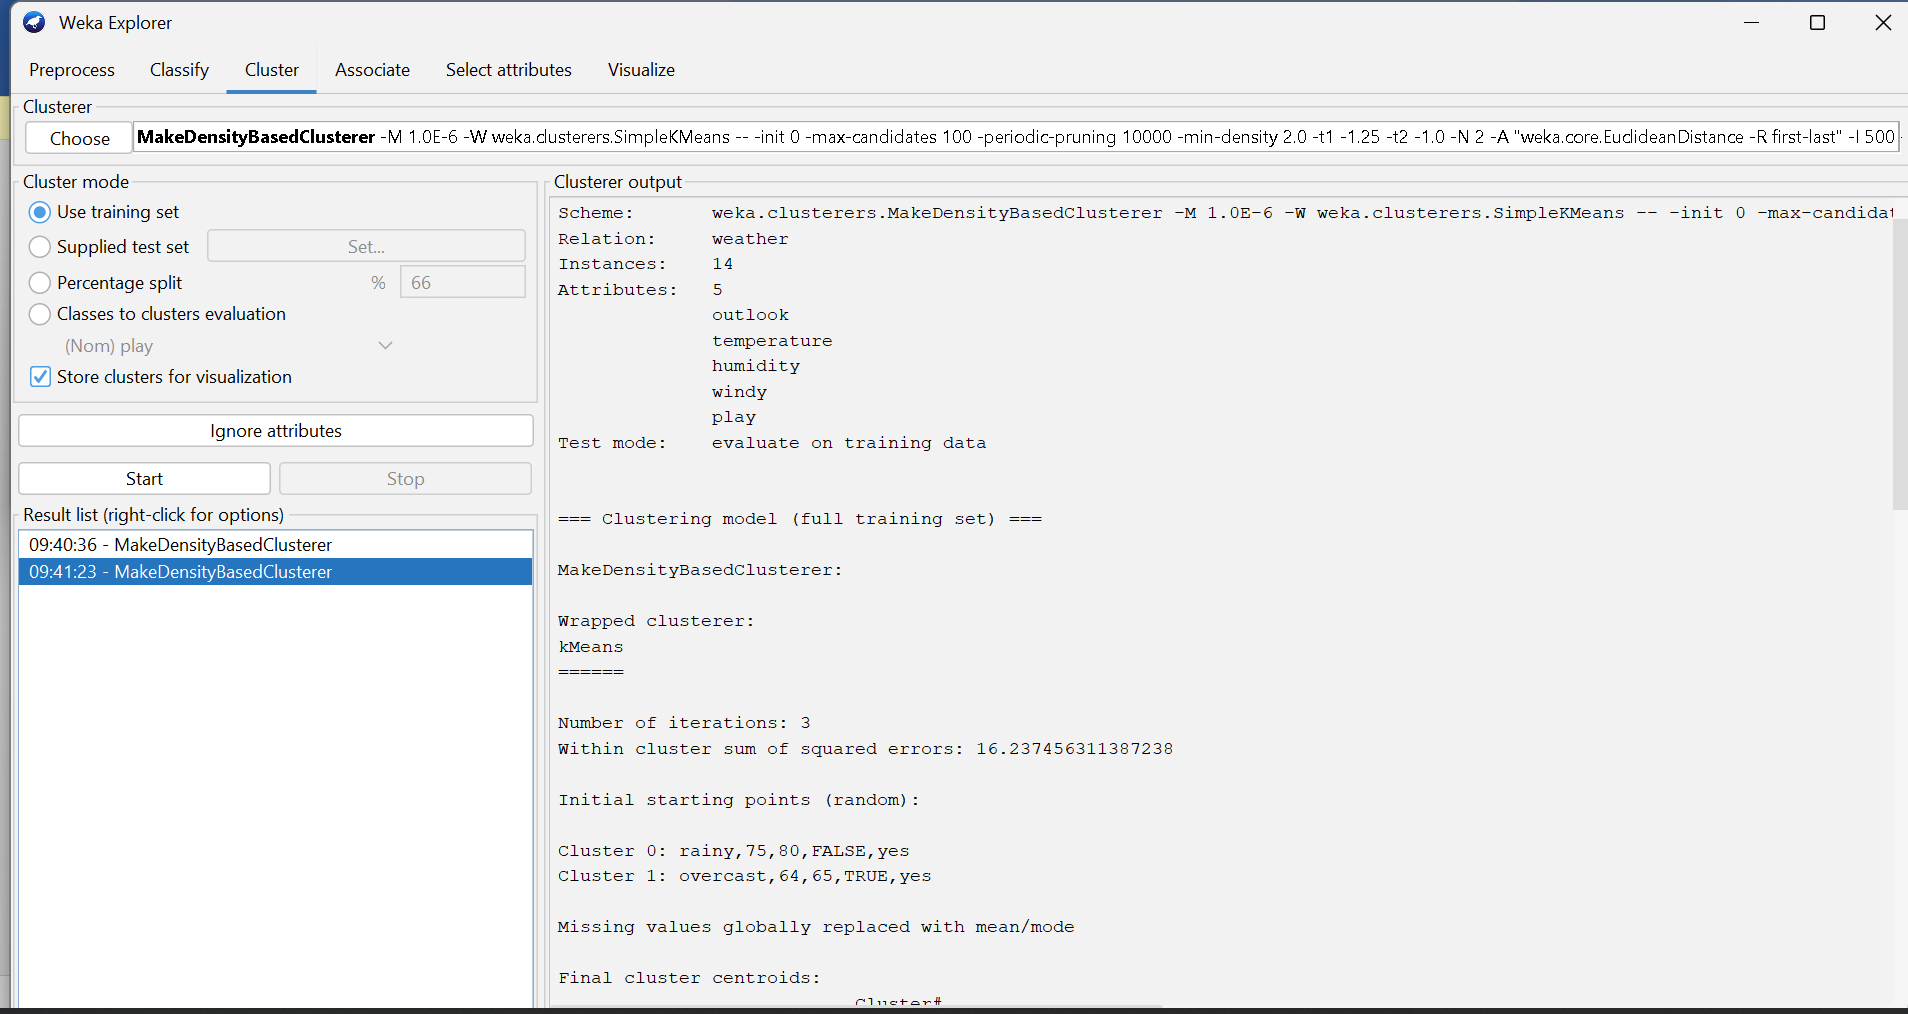 Weka Explorer
Preprocess Classify Cluster Associate Select attributes Visualize
Clusterer
Choose MakeDensityBasedClusterer -M 1.0E-6 -W weka.clusterers.SimpleKMeans -- -init 0 -max-candidates 100 -periodic-pruning 10000 -min-density 2.0 -t1 -1.25 -t2 -1.0 -N 2 -A "weka.core.EuclideanDistance -R first-last" -I 500
Cluster mode
Use training set
Supplied test set Set...
Percentage split % 66
Classes to clusters evaluation
(Nom) play
Store clusters for visualization
Ignore attributes
Start Stop
Result list (right-click for options)
09:40:36 - MakeDensityBasedClusterer
09:41:23 - MakeDensityBasedClusterer
Clusterer output
Scheme: weka.clusterers.MakeDensityBasedClusterer -M 1.0E-6 -W weka.clusterers.SimpleKMeans -- -init 0 -max-candidat
Relation: weather
Instances: 14
Attributes: 5
outlook
temperature
humidity
windy
play
Test mode: evaluate on training data
=== Clustering model (full training set) ===
MakeDensityBasedClusterer:
Wrapped clusterer:
kMeans
======
Number of iterations: 3
Within cluster sum of squared errors: 16.237456311387238
Initial starting points (random):
Cluster 0: rainy,75,80,FALSE,yes
Cluster 1: overcast,64,65,TRUE,yes
Missing values globally replaced with mean/mode
Final cluster centroids:
Cluster#